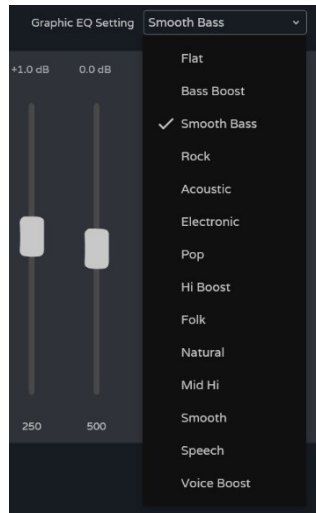 Graphic EQ Setting Smooth Bass
+1.0 dB 0.0 dB
Flat
Bass Boost
Smooth Bass
Rock
Acoustic
Electronic
Pop
Hi Boost
Folk
Natural
Mid Hi
Smooth
Speech
Voice Boost
250 500